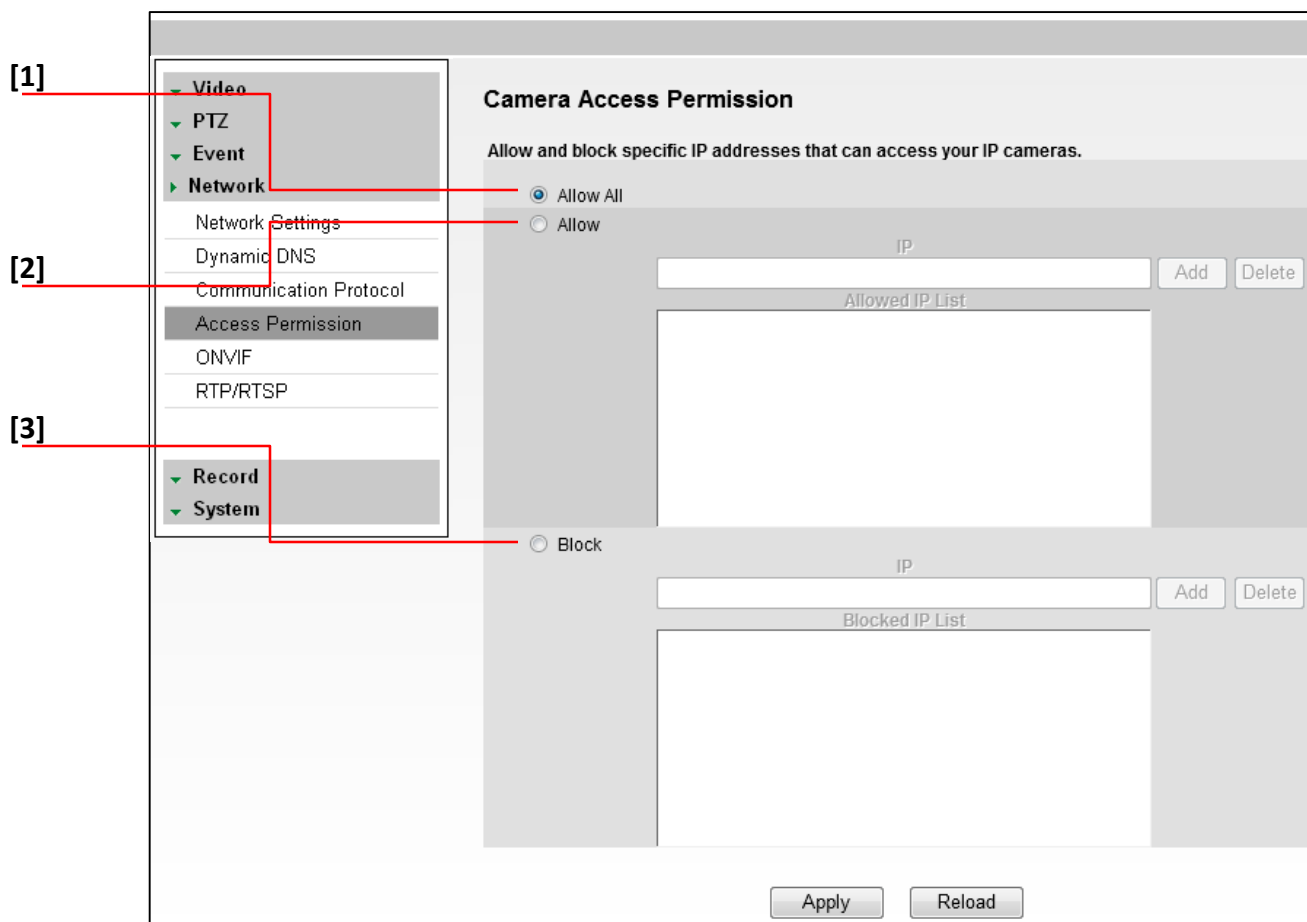 [1]
[2]
[3]
Video
PTZ
Event
Network
Network Settings
Dynamic DNS
Communication Protocol
Access Permission
ONVIF
RTP/RTSP
Record
System
Camera Access Permission
Allow and block specific IP addresses that can access your IP cameras.
Allow All
Allow
IP
Add Delete
Allowed IP List
Block
IP
Add Delete
Blocked IP List
Apply Reload